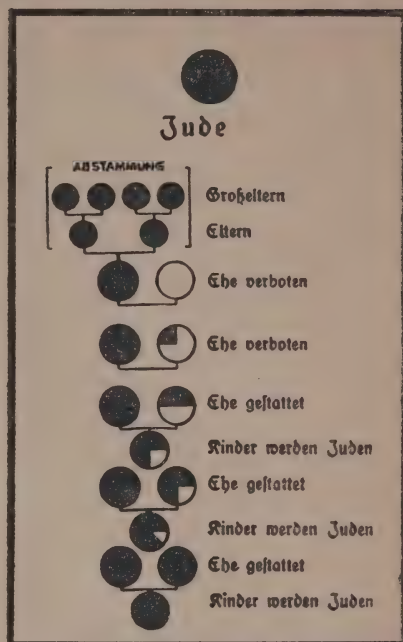 Jude
ABSTAMMUNG
Großeltern
Eltern
Ehe verboten
Ehe verboten
Ehe gestattet
Kinder werden Juden
Ehe gestattet
Kinder werden Juden
Ehe gestattet
Kinder werden Juden